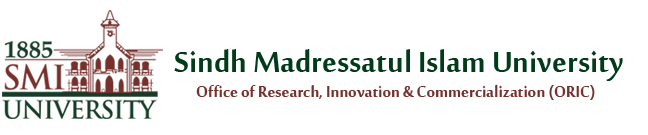 1885
SMI
UNIVERSITY
Sindh Madressatul Islam University
Office of Research, Innovation & Commercialization (ORIC)